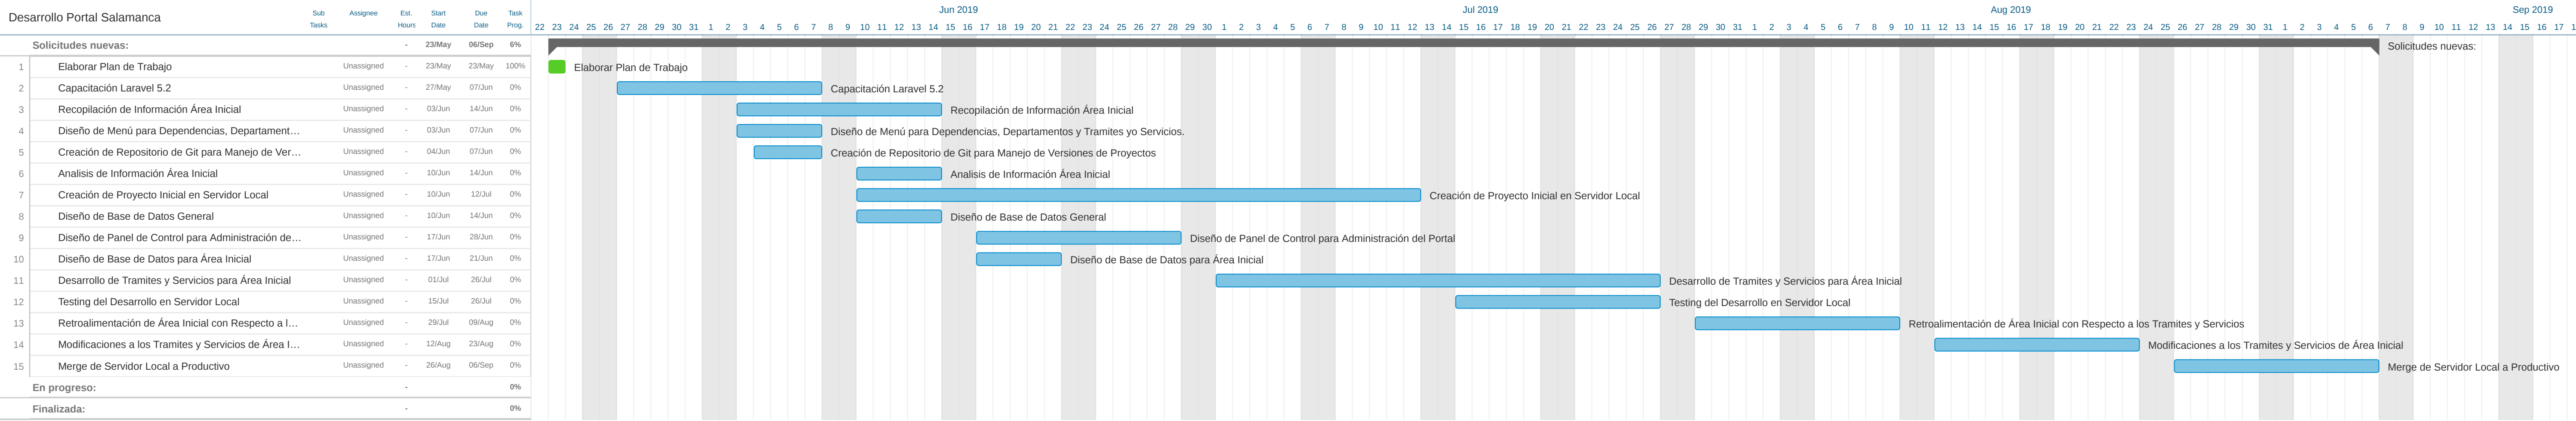 Desarrollo Portal Salamanca
Sub Tasks Assignee Est. Hours Start Date Due Date Task Prog.
Jun 2019 Jul 2019 Aug 2019 Sep 2019
22 23 24 25 26 27 28 29 30 31 1 2 3 4 5 6 7 8 9 10 11 12 13 14 15 16 17 18 19 20 21 22 23 24 25 26 27 28 29 30 1 2 3 4 5 6 7 8 9 10 11 12 13 14 15 16 17 18 19 20 21 22 23 24 25 26 27 28 29 30 31 1 2 3 4 5 6 7 8 9 10 11 12 13 14 15 16 17 18 19 20 21 22 23 24 25 26 27 28 29 30 31 1 2 3 4 5 6 7 8 9 10 11 12 13 14 15 16 17
Solicitudes nuevas: - 23/May 06/Sep 6% Solicitudes nuevas:
1 Elaborar Plan de Trabajo Unassigned - 23/May 23/May 100% Elaborar Plan de Trabajo
2 Capacitación Laravel 5.2 Unassigned - 27/May 07/Jun 0% Capacitación Laravel 5.2
3 Recopilación de Información Área Inicial Unassigned - 03/Jun 14/Jun 0% Recopilación de Información Área Inicial
4 Diseño de Menú para Dependencias, Departament... Unassigned - 03/Jun 07/Jun 0% Diseño de Menú para Dependencias, Departamentos y Tramites yo Servicios.
5 Creación de Repositorio de Git para Manejo de Ver... Unassigned - 04/Jun 07/Jun 0% Creación de Repositorio de Git para Manejo de Versiones de Proyectos
6 Analisis de Información Área Inicial Unassigned - 10/Jun 14/Jun 0% Analisis de Información Área Inicial
7 Creación de Proyecto Inicial en Servidor Local Unassigned - 10/Jun 12/Jul 0% Creación de Proyecto Inicial en Servidor Local
8 Diseño de Base de Datos General Unassigned - 10/Jun 14/Jun 0% Diseño de Base de Datos General
9 Diseño de Panel de Control para Administración de... Unassigned - 17/Jun 28/Jun 0% Diseño de Panel de Control para Administración del Portal
10 Diseño de Base de Datos para Área Inicial Unassigned - 17/Jun 21/Jun 0% Diseño de Base de Datos para Área Inicial
11 Desarrollo de Tramites y Servicios para Área Inicial Unassigned - 01/Jul 26/Jul 0% Desarrollo de Tramites y Servicios para Área Inicial
12 Testing del Desarrollo en Servidor Local Unassigned - 15/Jul 26/Jul 0% Testing del Desarrollo en Servidor Local
13 Retroalimentación de Área Inicial con Respecto a l... Unassigned - 29/Jul 09/Aug 0% Retroalimentación de Área Inicial con Respecto a los Tramites y Servicios
14 Modificaciones a los Tramites y Servicios de Área I... Unassigned - 12/Aug 23/Aug 0% Modificaciones a los Tramites y Servicios de Área Inicial
15 Merge de Servidor Local a Productivo Unassigned - 26/Aug 06/Sep 0% Merge de Servidor Local a Productivo
En progreso: - 0%
Finalizada: - 0%